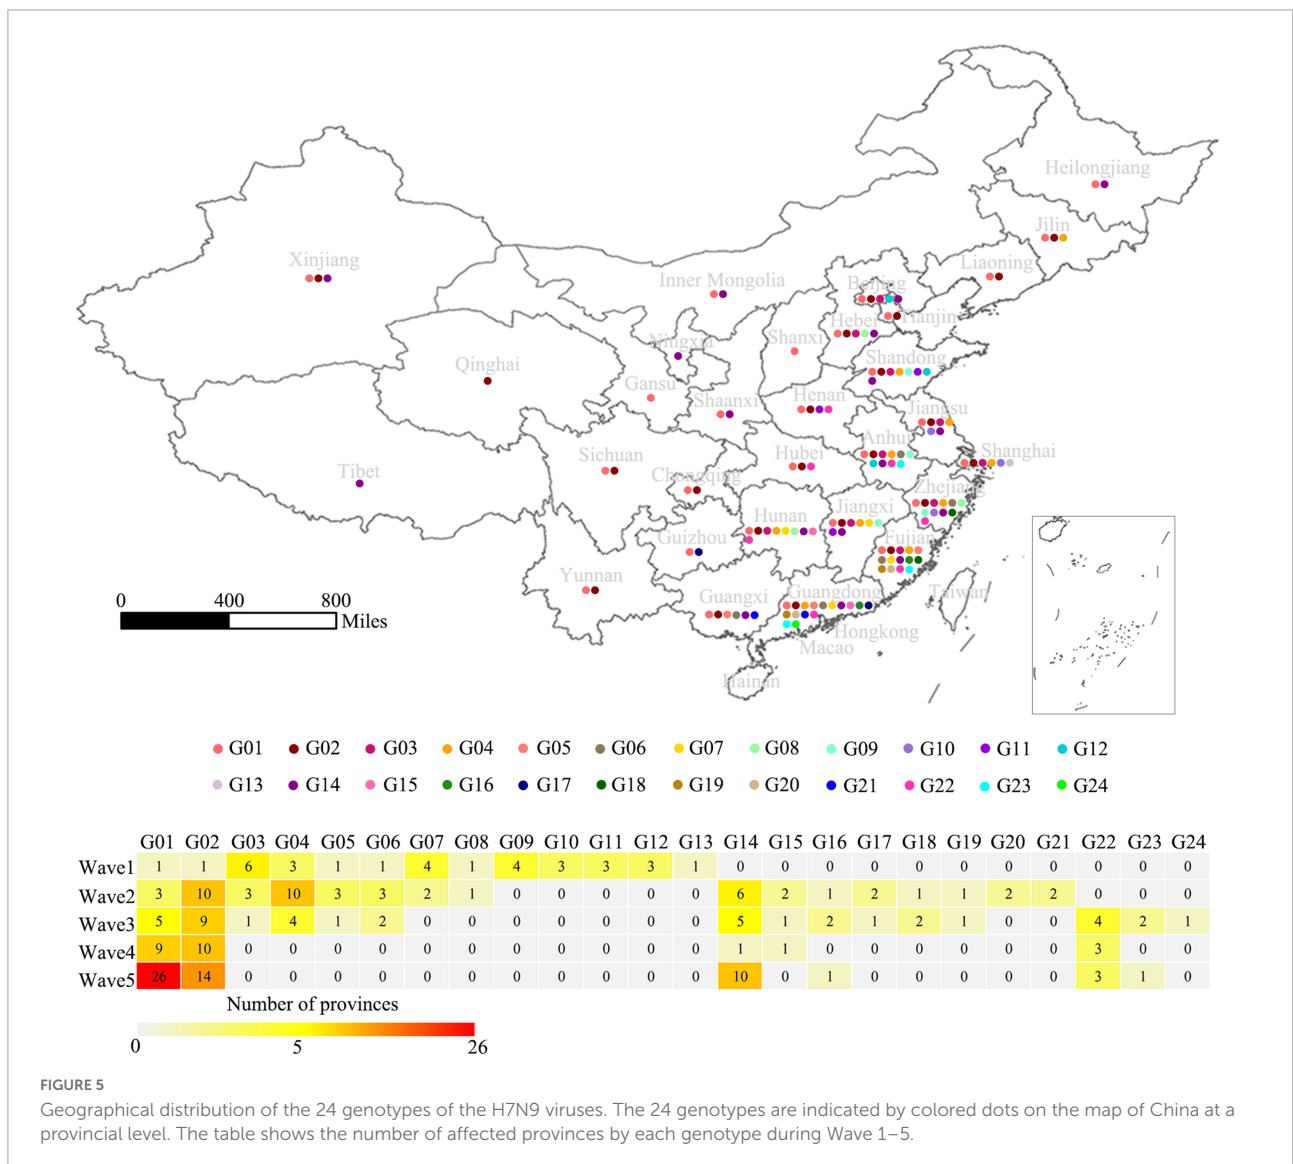 Heilongjiang
Jilin
Liaoning
Xinjiang
Inner Mongolia
Beijing
Tianjin
Hebei
Ningxia
Shanxi
Qinghai
Shandong
Gansu
Shaanxi
Henan
Jiangsu
Anhui
Shanghai
Sichuan
Hubei
Tibet
Chongqing
Zhejiang
Hunan
Jiangxi
Guizhou
Fujian
Yunnan
Guangxi
Guangdong
Taiwan
0 400 800
Miles
Hongkong
Macao
Hainan
G01 G02 G03 G04 G05 G06 G07 G08 G09 G10 G11 G12
G13 G14 G15 G16 G17 G18 G19 G20 G21 G22 G23 G24
G01 G02 G03 G04 G05 G06 G07 G08 G09 G10 G11 G12 G13 G14 G15 G16 G17 G18 G19 G20 G21 G22 G23 G24
Wave1 1 1 6 3 1 1 4 1 4 3 3 3 1 0 0 0 0 0 0 0 0 0 0 0
Wave2 3 10 3 10 3 3 2 1 0 0 0 0 0 6 2 1 2 1 1 2 2 0 0 0
Wave3 5 9 1 4 1 2 0 0 0 0 0 0 0 5 1 2 1 2 1 0 0 4 2 1
Wave4 9 10 0 0 0 0 0 0 0 0 0 0 0 1 1 0 0 0 0 0 0 3 0 0
Wave5 26 14 0 0 0 0 0 0 0 0 0 0 0 10 0 1 0 0 0 0 0 3 1 0
Number of provinces
0 5 26
FIGURE 5
Geographical distribution of the 24 genotypes of the H7N9 viruses. The 24 genotypes are indicated by colored dots on the map of China at a
provincial level. The table shows the number of affected provinces by each genotype during Wave 1–5.